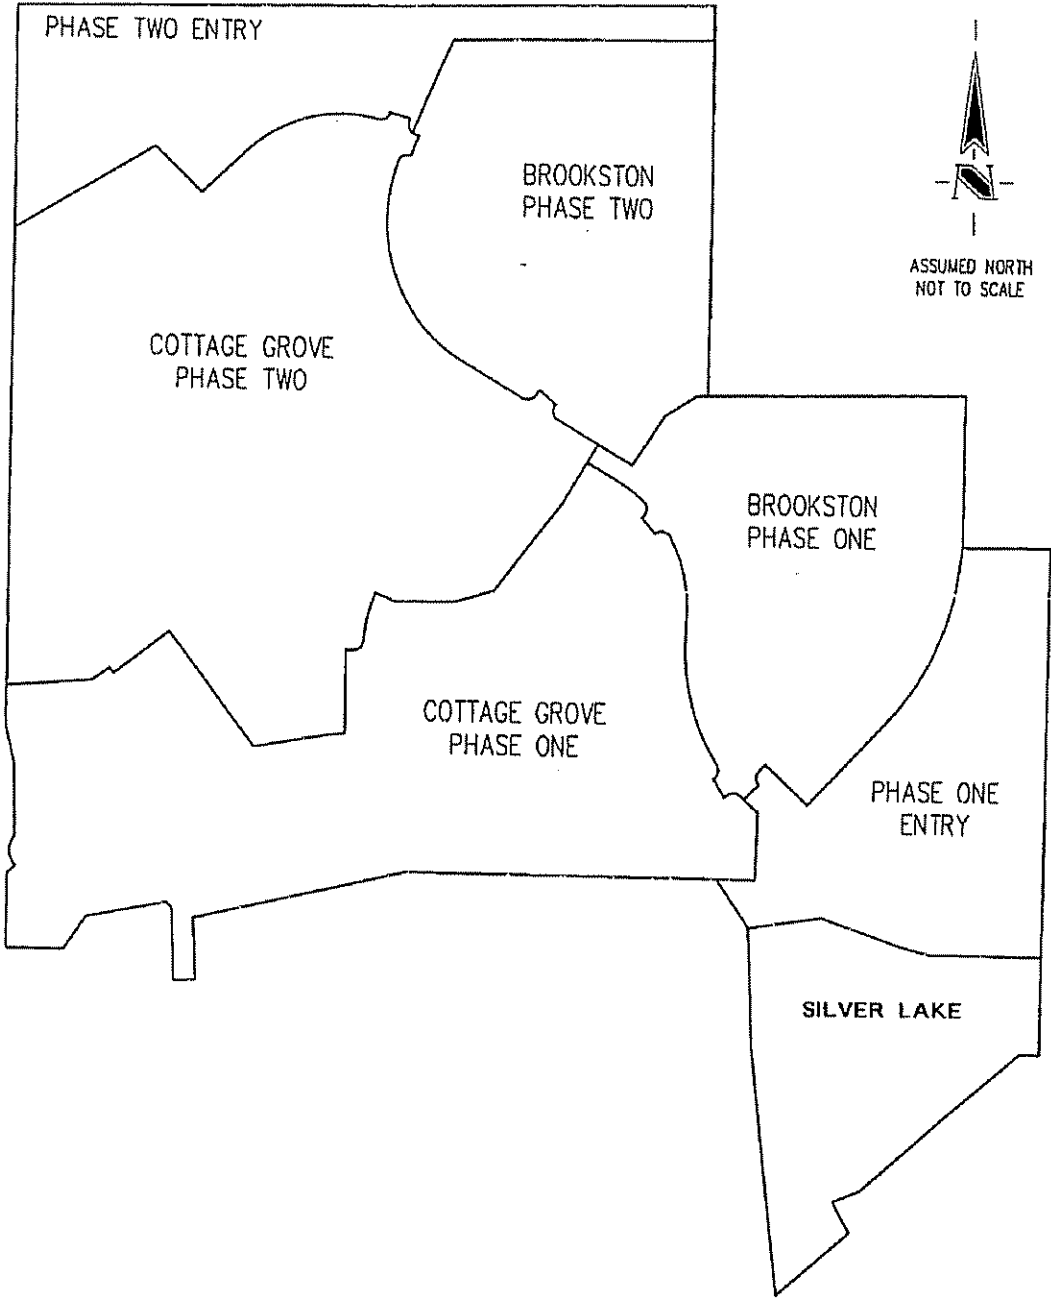 PHASE TWO ENTRY
BROOKSTON
PHASE TWO
N
ASSUMED NORTH
NOT TO SCALE
COTTAGE GROVE
PHASE TWO
BROOKSTON
PHASE ONE
COTTAGE GROVE
PHASE ONE
PHASE ONE
ENTRY
SILVER LAKE